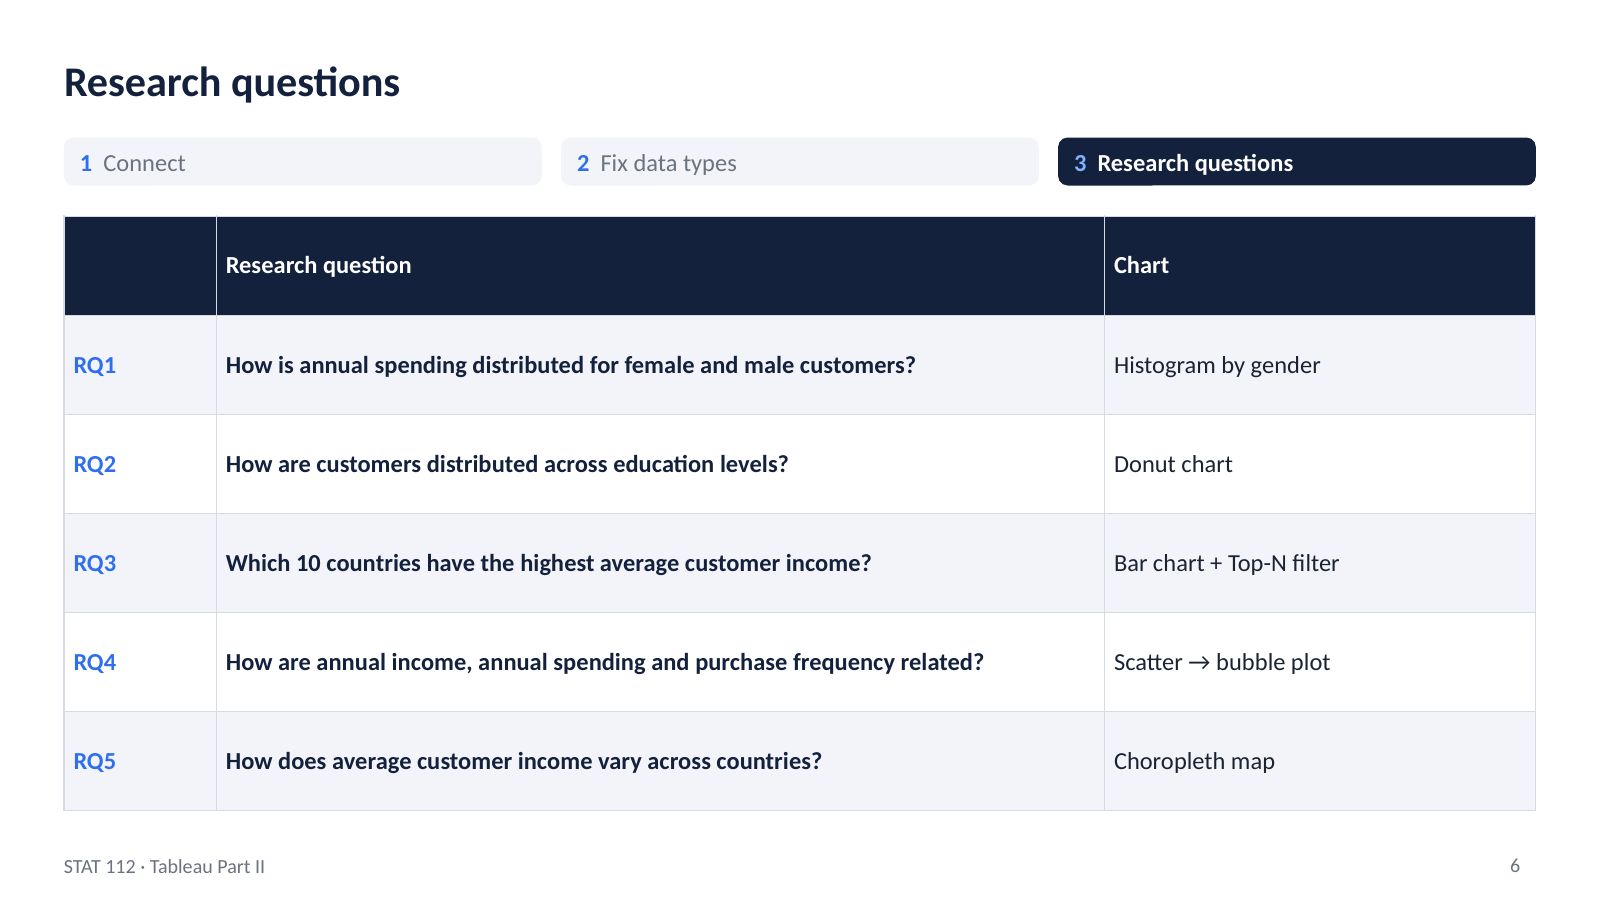 Research questions
1 Connect
2 Fix data types
3 Research questions
Research question
Chart
RQ1
How is annual spending distributed for female and male customers?
Histogram by gender
RQ2
How are customers distributed across education levels?
Donut chart
RQ3
Which 10 countries have the highest average customer income?
Bar chart + Top-N filter
RQ4
How are annual income, annual spending and purchase frequency related?
Scatter → bubble plot
RQ5
How does average customer income vary across countries?
Choropleth map
STAT 112 · Tableau Part II
6